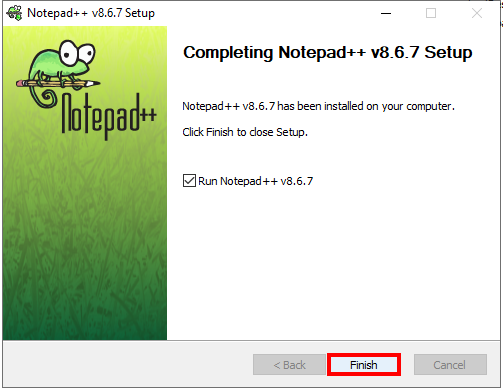 Notepad++ v8.6.7 Setup
Notepad++
Completing Notepad++ v8.6.7 Setup
Notepad++ v8.6.7 has been installed on your computer.
Click Finish to close Setup.
Run Notepad++ v8.6.7
< Back
Finish
Cancel